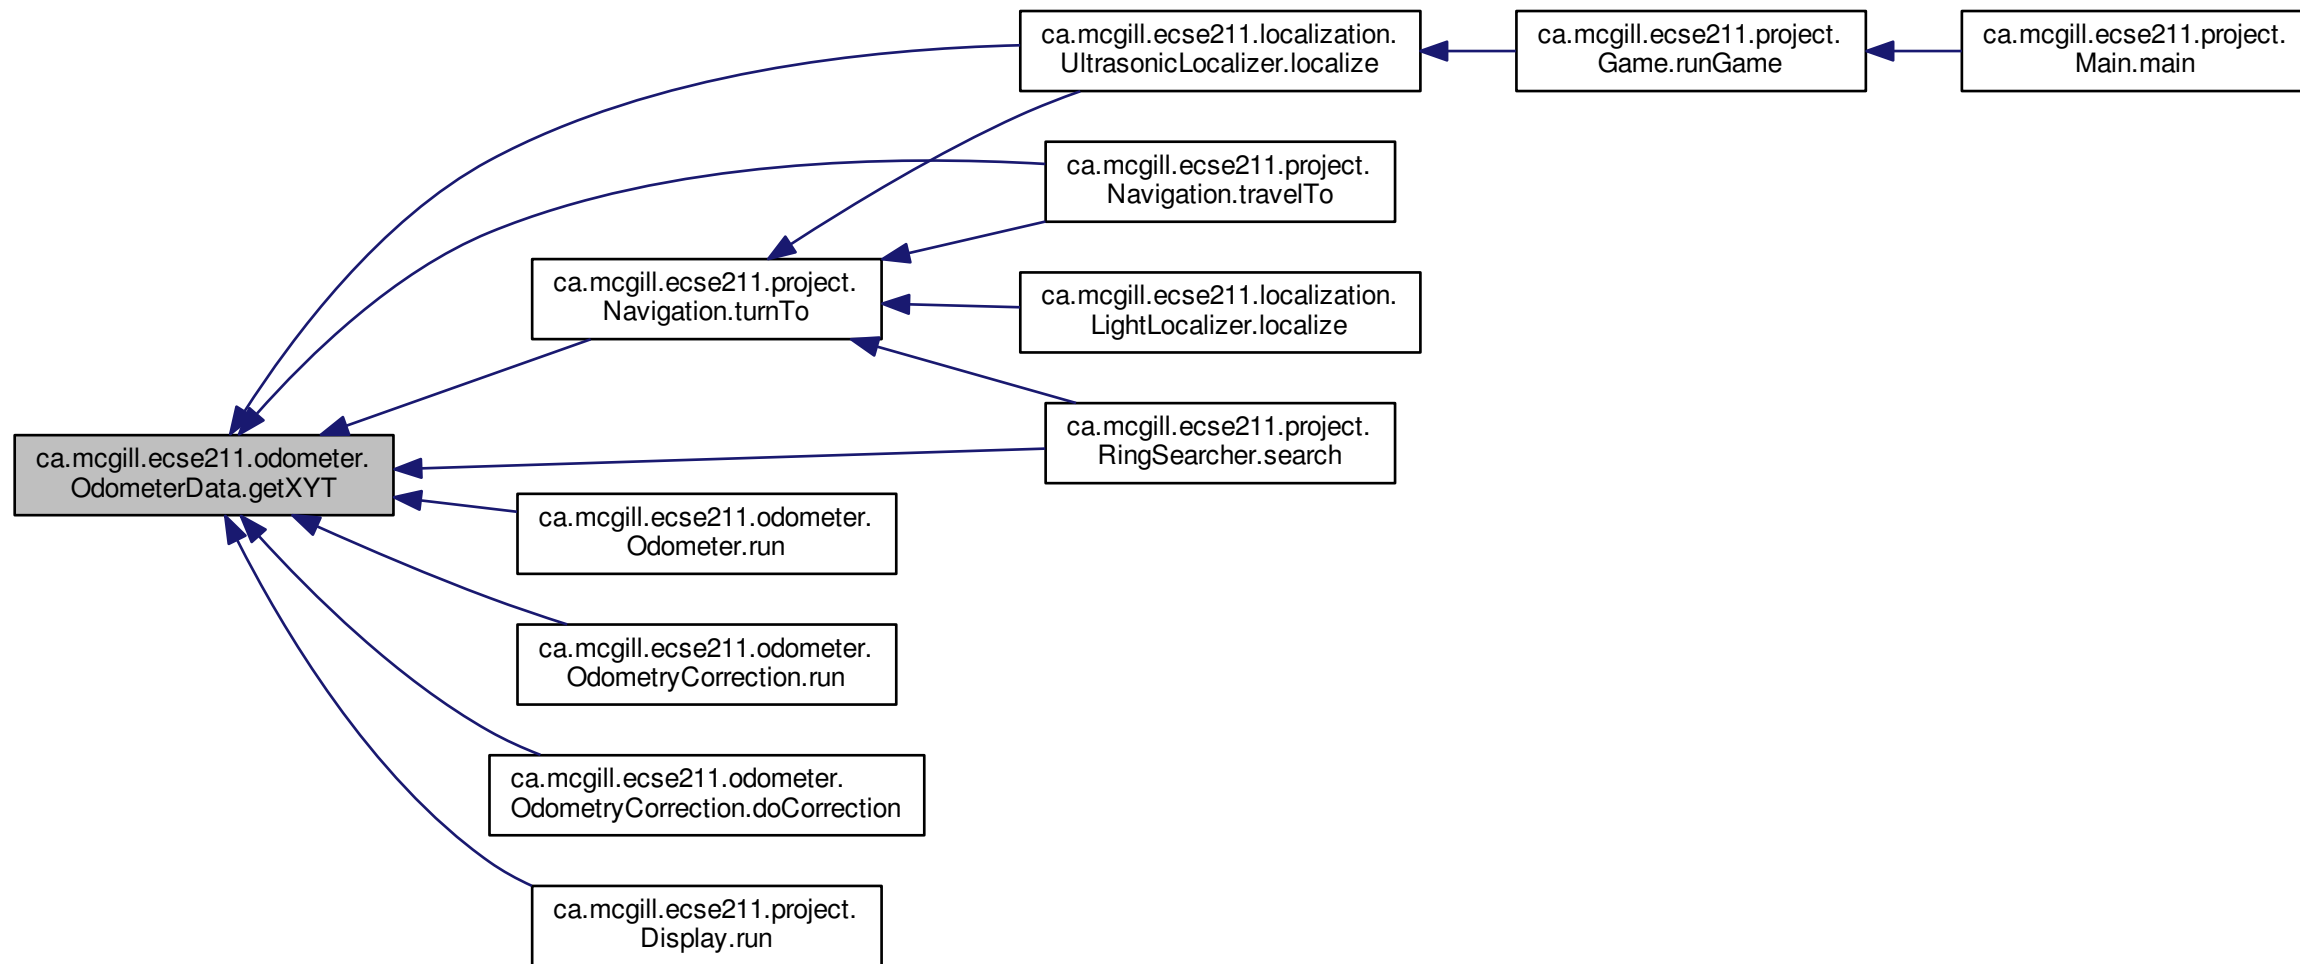 ca.mcgill.ecse211.localization.
UltrasonicLocalizer.localize
ca.mcgill.ecse211.project.
Game.runGame
ca.mcgill.ecse211.project.
Main.main
ca.mcgill.ecse211.project.
Navigation.travelTo
ca.mcgill.ecse211.project.
Navigation.turnTo
ca.mcgill.ecse211.localization.
LightLocalizer.localize
ca.mcgill.ecse211.project.
RingSearcher.search
ca.mcgill.ecse211.odometer.
OdometerData.getXYT
ca.mcgill.ecse211.odometer.
Odometer.run
ca.mcgill.ecse211.odometer.
OdometryCorrection.run
ca.mcgill.ecse211.odometer.
OdometryCorrection.doCorrection
ca.mcgill.ecse211.project.
Display.run